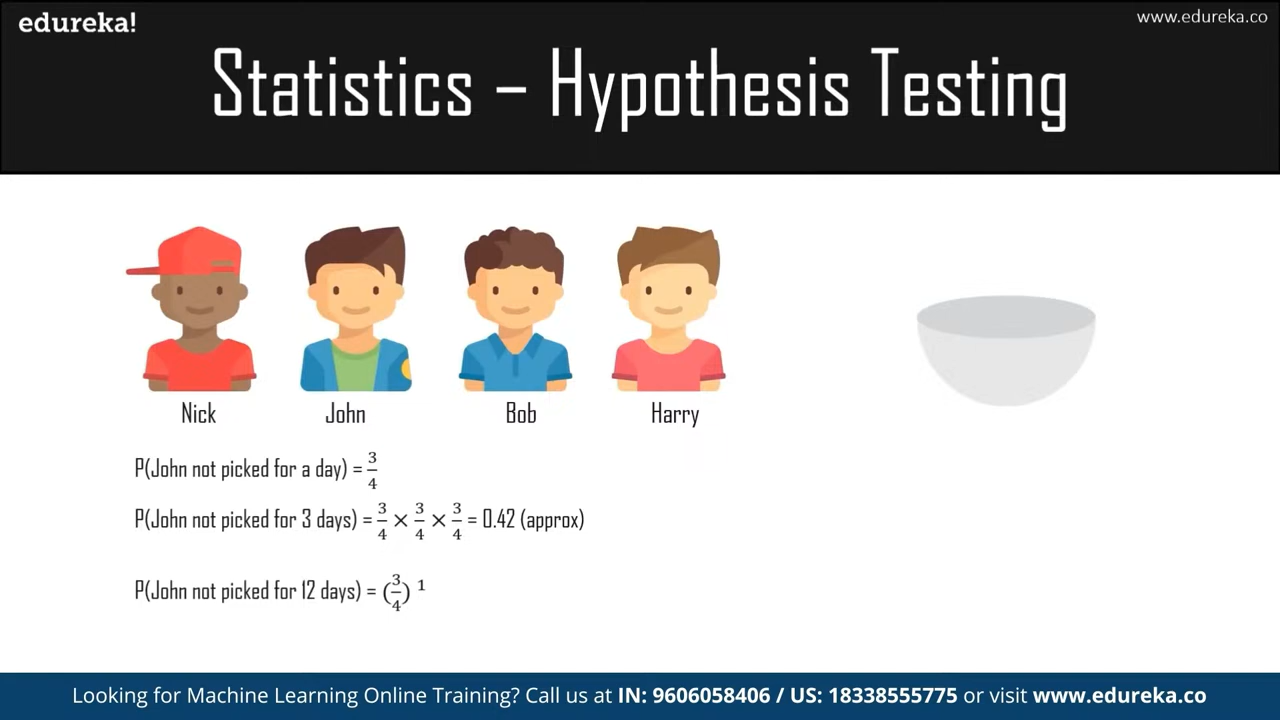 edureka!
www.edureka.co
Statistics – Hypothesis Testing
Nick
John
Bob
Harry
P(John not picked for a day) = 3/4
P(John not picked for 3 days) = 3/4 × 3/4 × 3/4 = 0.42 (approx)
P(John not picked for 12 days) = (3/4) ¹
Looking for Machine Learning Online Training? Call us at IN: 9606058406 / US: 18338555775 or visit www.edureka.co